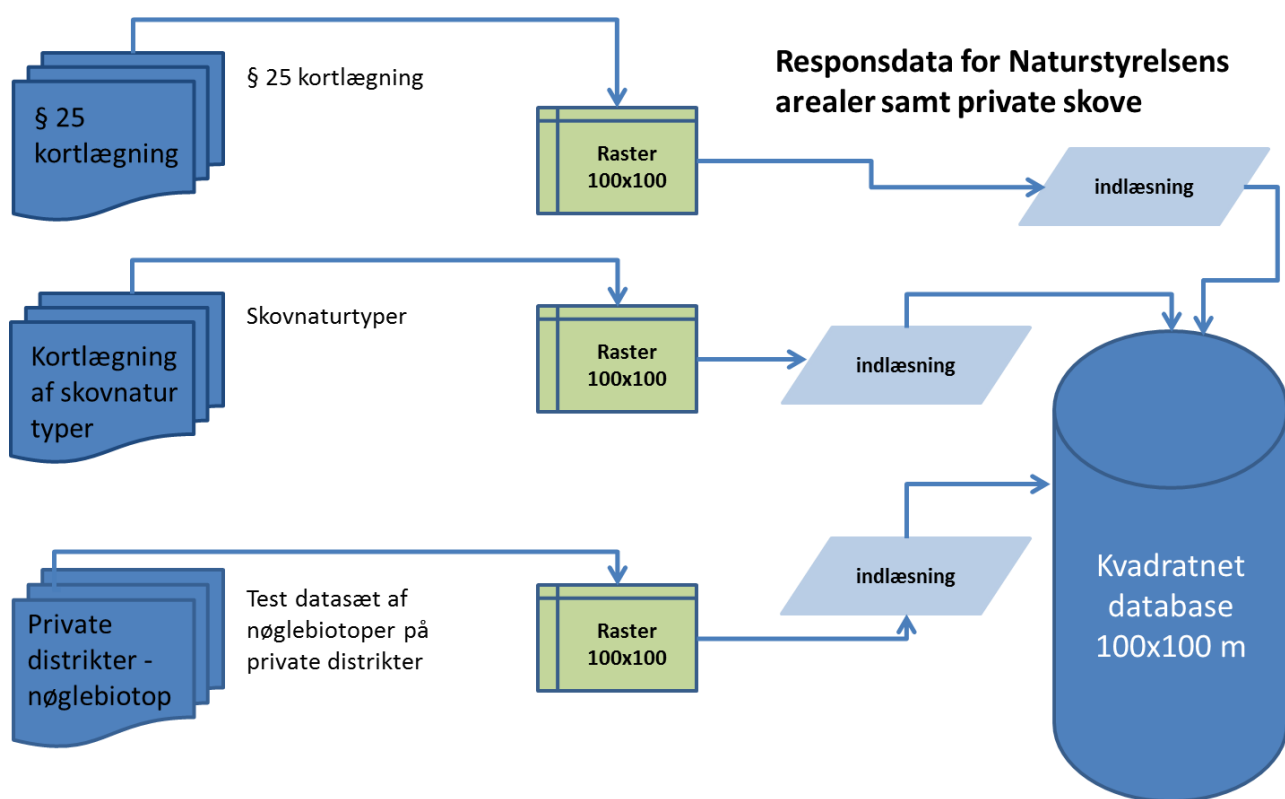 Responsdata for Naturstyrelsens
arealer samt private skove
§ 25
kortlægning
§ 25 kortlægning
Raster
100x100
indlæsning
Kortlægning
af skovnatur
typer
Skovnaturtyper
Raster
100x100
indlæsning
Private
distrikter -
nøglebiotop
Test datasæt af
nøglebiotoper på
private distrikter
Raster
100x100
indlæsning
Kvadratnet
database
100x100 m